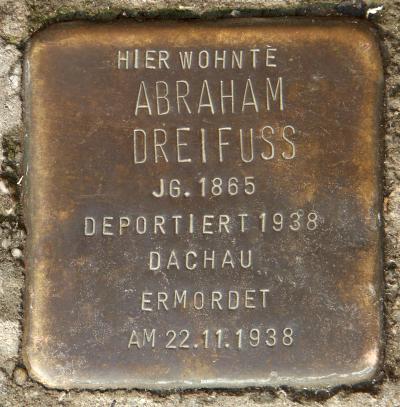 HIER WOHNTE
ABRAHAM
DREIFUSS
JG. 1865
DEPORTIERT 1938
DACHAU
ERMORDET
AM 22.11.1938